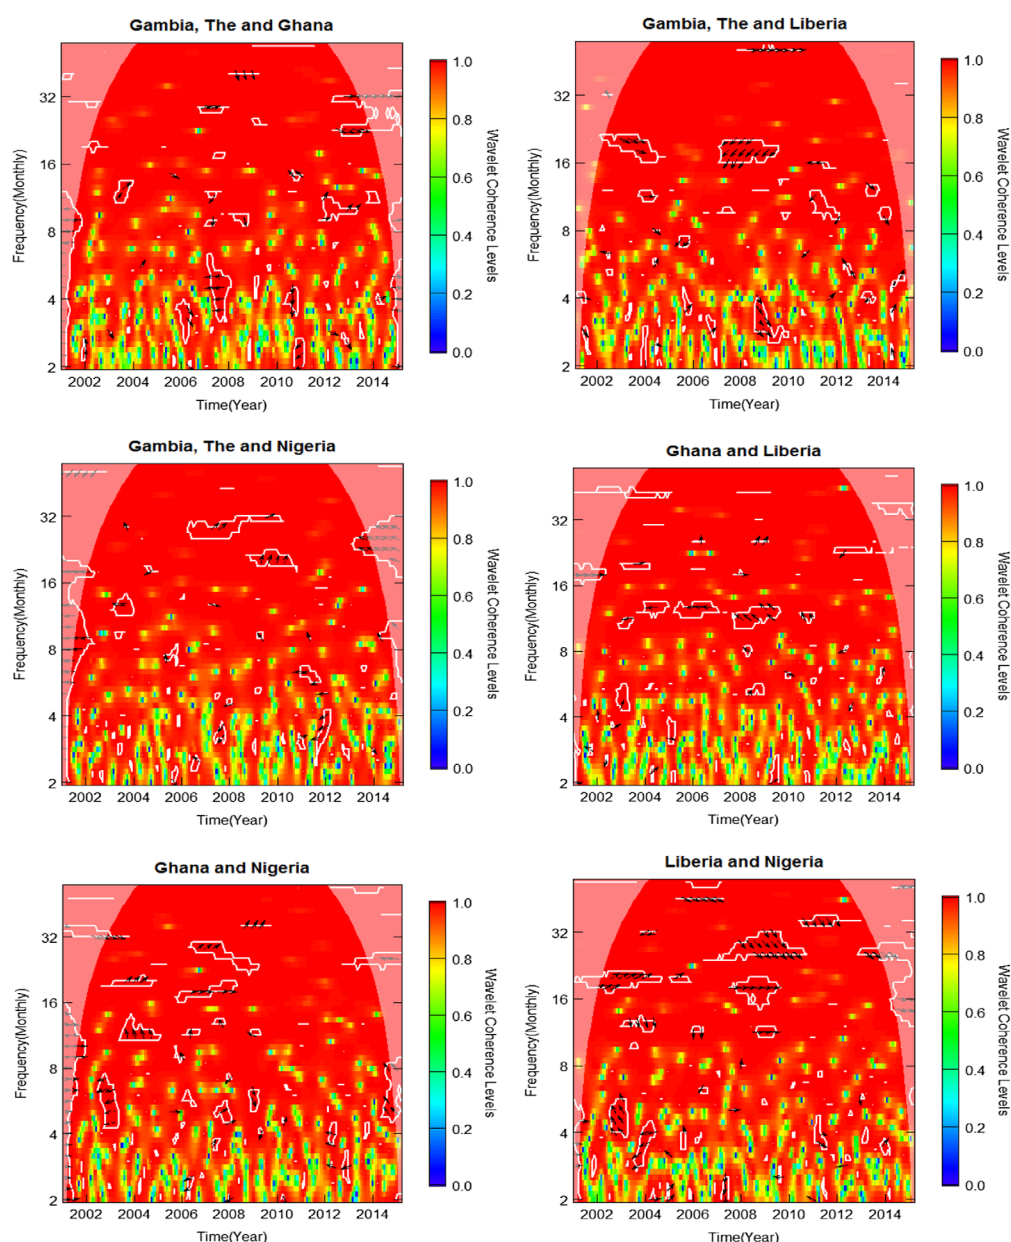 Gambia, The and Ghana
Frequency(Monthly)
32
16
8
4
2
2002 2004 2006 2008 2010 2012 2014
Time(Year)
1.0
0.8
0.6
0.4
0.2
0.0
Wavelet Coherence Levels
Gambia, The and Liberia
Frequency(Monthly)
32
16
8
4
2
2002 2004 2006 2008 2010 2012 2014
Time(Year)
1.0
0.8
0.6
0.4
0.2
0.0
Wavelet Coherence Levels
Gambia, The and Nigeria
Frequency(Monthly)
32
16
8
4
2
2002 2004 2006 2008 2010 2012 2014
Time(Year)
1.0
0.8
0.6
0.4
0.2
0.0
Wavelet Coherence Levels
Ghana and Liberia
Frequency(Monthly)
32
16
8
4
2
2002 2004 2006 2008 2010 2012 2014
Time(Year)
1.0
0.8
0.6
0.4
0.2
0.0
Wavelet Coherence Levels
Ghana and Nigeria
Frequency(Monthly)
32
16
8
4
2
2002 2004 2006 2008 2010 2012 2014
Time(Year)
1.0
0.8
0.6
0.4
0.2
0.0
Wavelet Coherence Levels
Liberia and Nigeria
Frequency(Monthly)
32
16
8
4
2
2002 2004 2006 2008 2010 2012 2014
Time(Year)
1.0
0.8
0.6
0.4
0.2
0.0
Wavelet Coherence Levels